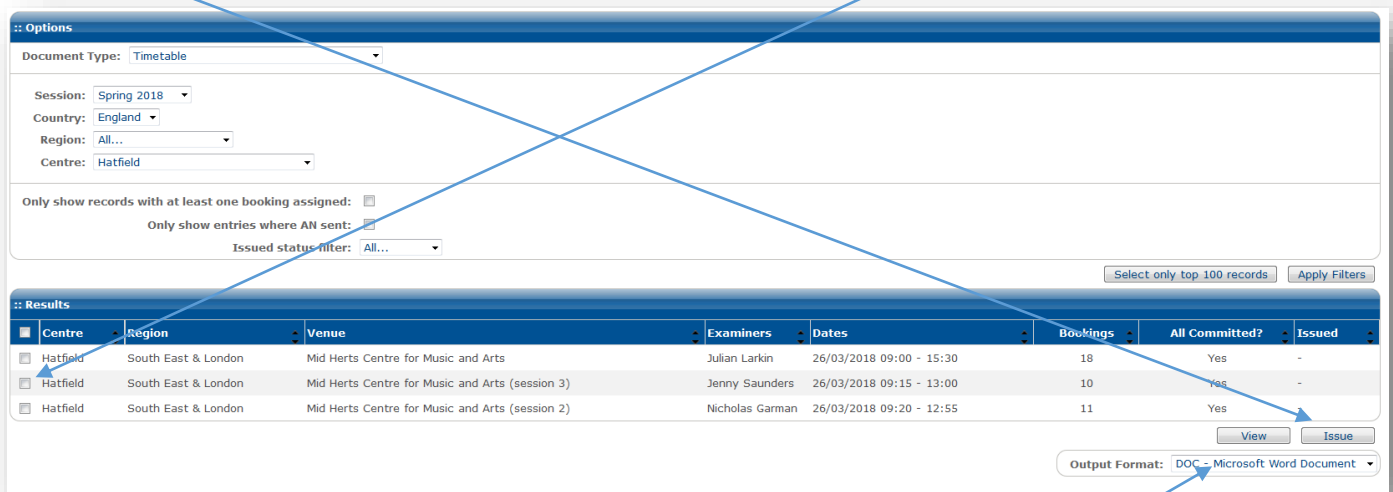 :: Options
Document Type: Timetable
Session: Spring 2018
Country: England
Region: All...
Centre: Hatfield
Only show records with at least one booking assigned:
Only show entries where AN sent:
Issued status filter: All...
Select only top 100 records Apply Filters
:: Results
Centre Region Venue Examiners Dates Bookings All Committed? Issued
Hatfield South East & London Mid Herts Centre for Music and Arts Julian Larkin 26/03/2018 09:00 - 15:30 18 Yes -
Hatfield South East & London Mid Herts Centre for Music and Arts (session 3) Jenny Saunders 26/03/2018 09:15 - 13:00 10 Yes -
Hatfield South East & London Mid Herts Centre for Music and Arts (session 2) Nicholas Garman 26/03/2018 09:20 - 12:55 11 Yes -
View Issue
Output Format: DOC - Microsoft Word Document